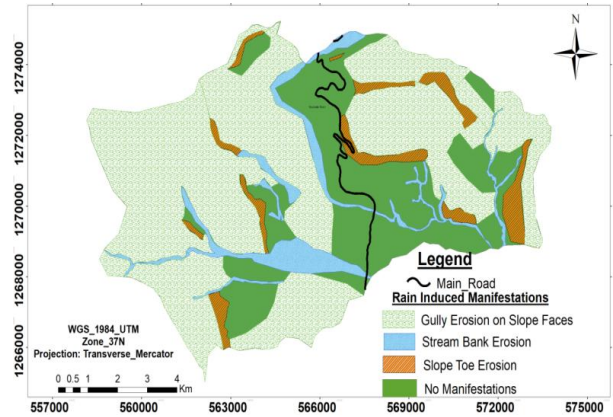 N
1274000
1272000
1270000
1268000
1266000
Legend
Main_Road
Rain Induced Manifestations
Gully Erosion on Slope Faces
Stream Bank Erosion
Slope Toe Erosion
No Manifestations
WGS_1984_UTM
Zone_37N
Projection: Transverse_Mercator
0 0.5 1 2 3 4
Km
557000 560000 563000 566000 569000 572000 575000